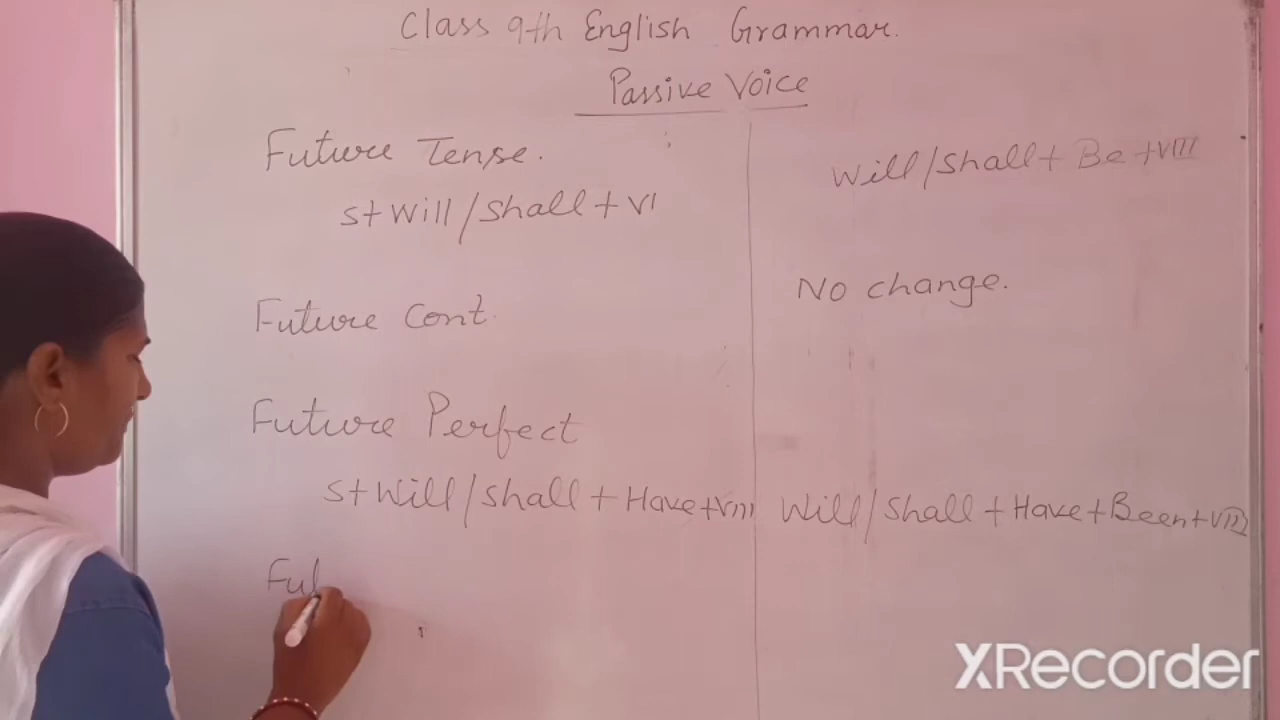 Class 9th English Grammar.
Passive Voice
Future Tense.
S+Will/Shall+VI
Will/Shall+Be+VIII
Future Cont.
No change.
Future Perfect
S+Will/Shall+Have+VIII
Will/Shall+Have+Been+VIII
Fut
XRecorder